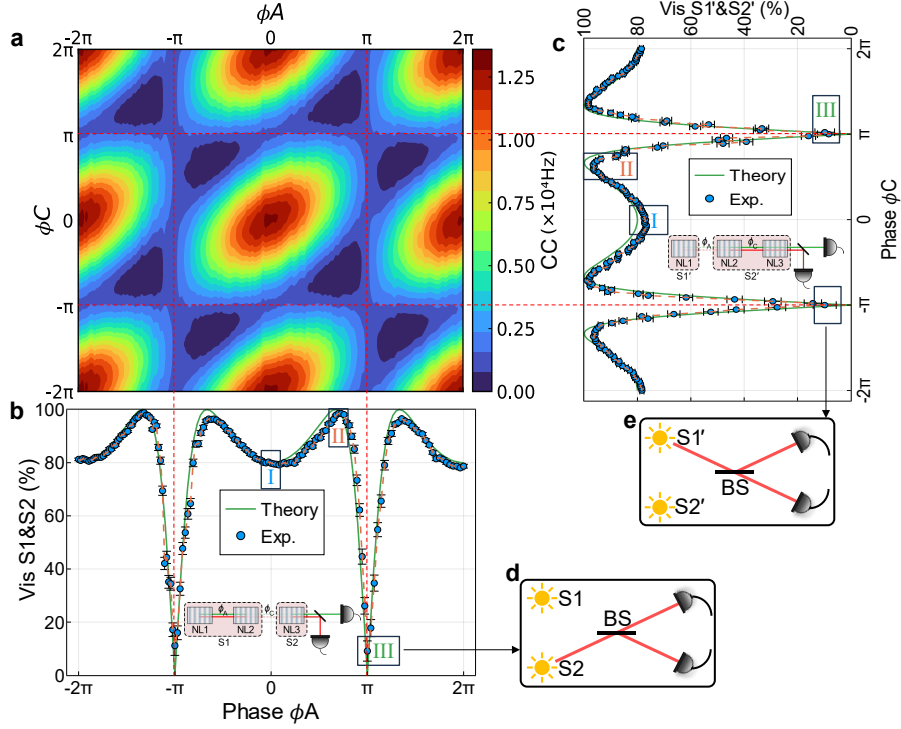 ϕA
-2π -π 0 π 2π
a
2π
π
0
-π
-2π
ϕC
1.25
1.00
0.75
0.50
0.25
0.00
CC (×10⁴Hz)
Vis S1'&S2' (%)
100 80 60 40 20 0
c
III
II
I
Theory
Exp.
ϕA
ϕC
NL1
NL2
NL3
S1'
S2'
2π
π
0
-π
-2π
Phase ϕC
b
100
80
60
40
20
0
Vis S1&S2 (%)
I
II
III
Theory
Exp.
ϕA
ϕC
NL1
NL2
NL3
S1
S2
-2π -π 0 π 2π
Phase ϕA
e
S1'
BS
S2'
d
S1
BS
S2